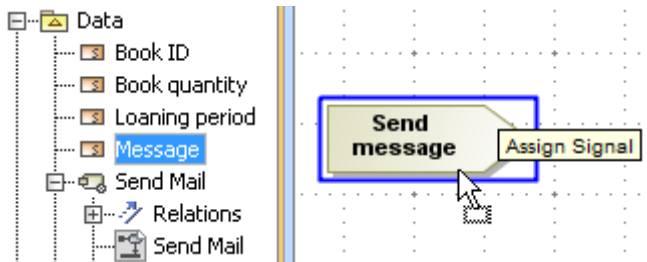 Data
Book ID
Book quantity
Loaning period
Message
Send Mail
Relations
Send Mail
Send
message
Assign Signal